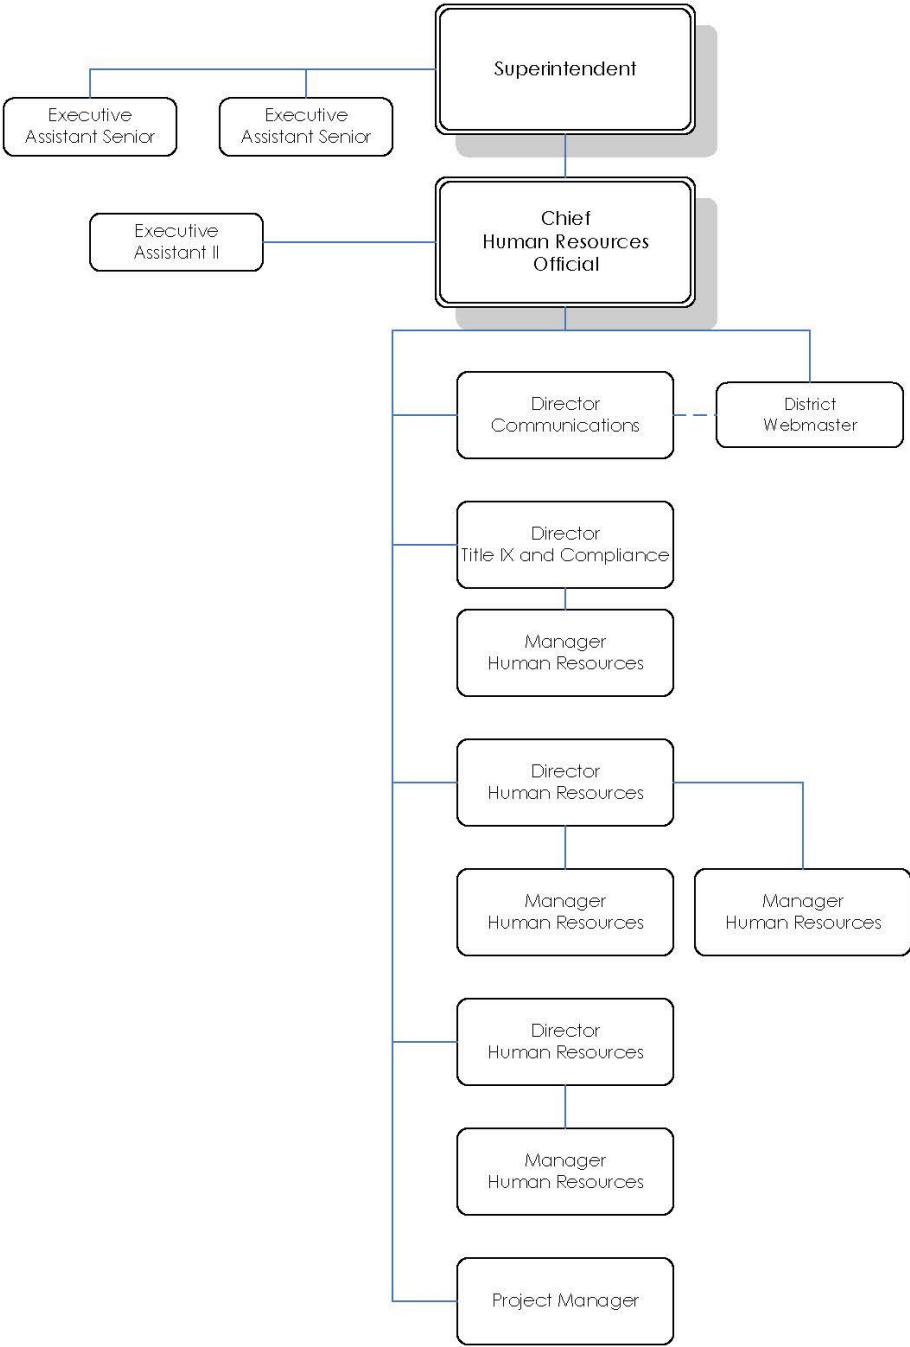 Superintendent
Executive
Assistant Senior
Executive
Assistant Senior
Chief
Human Resources
Official
Executive
Assistant II
Director
Communications
District
Webmaster
Director
Title IX and Compliance
Manager
Human Resources
Director
Human Resources
Manager
Human Resources
Manager
Human Resources
Director
Human Resources
Manager
Human Resources
Project Manager